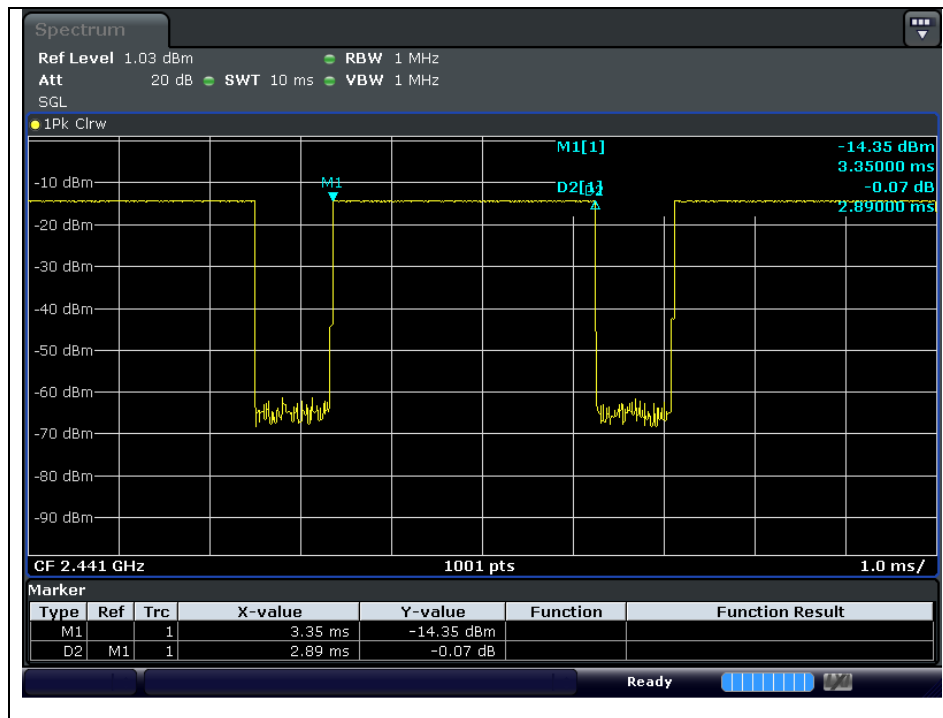 Spectrum
Ref Level 1.03 dBm RBW 1 MHz
Att 20 dB SWT 10 ms VBW 1 MHz
SGL
1Pk Clrw
M1[1] -14.35 dBm
3.35000 ms
-10 dBm M1 D2[1] D2 -0.07 dB
2.89000 ms
-20 dBm
-30 dBm
-40 dBm
-50 dBm
-60 dBm
-70 dBm
-80 dBm
-90 dBm
CF 2.441 GHz 1001 pts 1.0 ms/
Marker
Type Ref Trc X-value Y-value Function Function Result
M1 1 3.35 ms -14.35 dBm
D2 M1 1 2.89 ms -0.07 dB
Ready